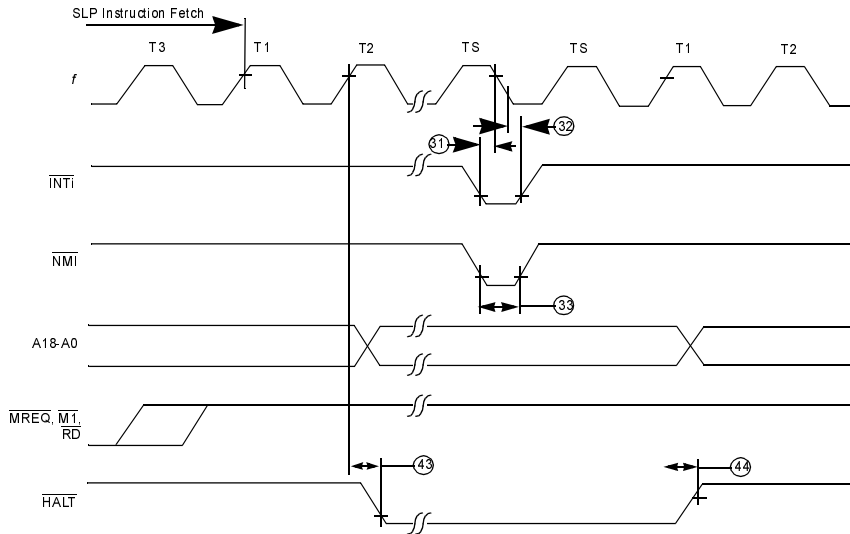 SLP Instruction Fetch
T3 T1 T2 TS TS T1 T2
f
31 32
INTi
NMI
33
A18-A0
MREQ, M1,
RD
43 44
HALT